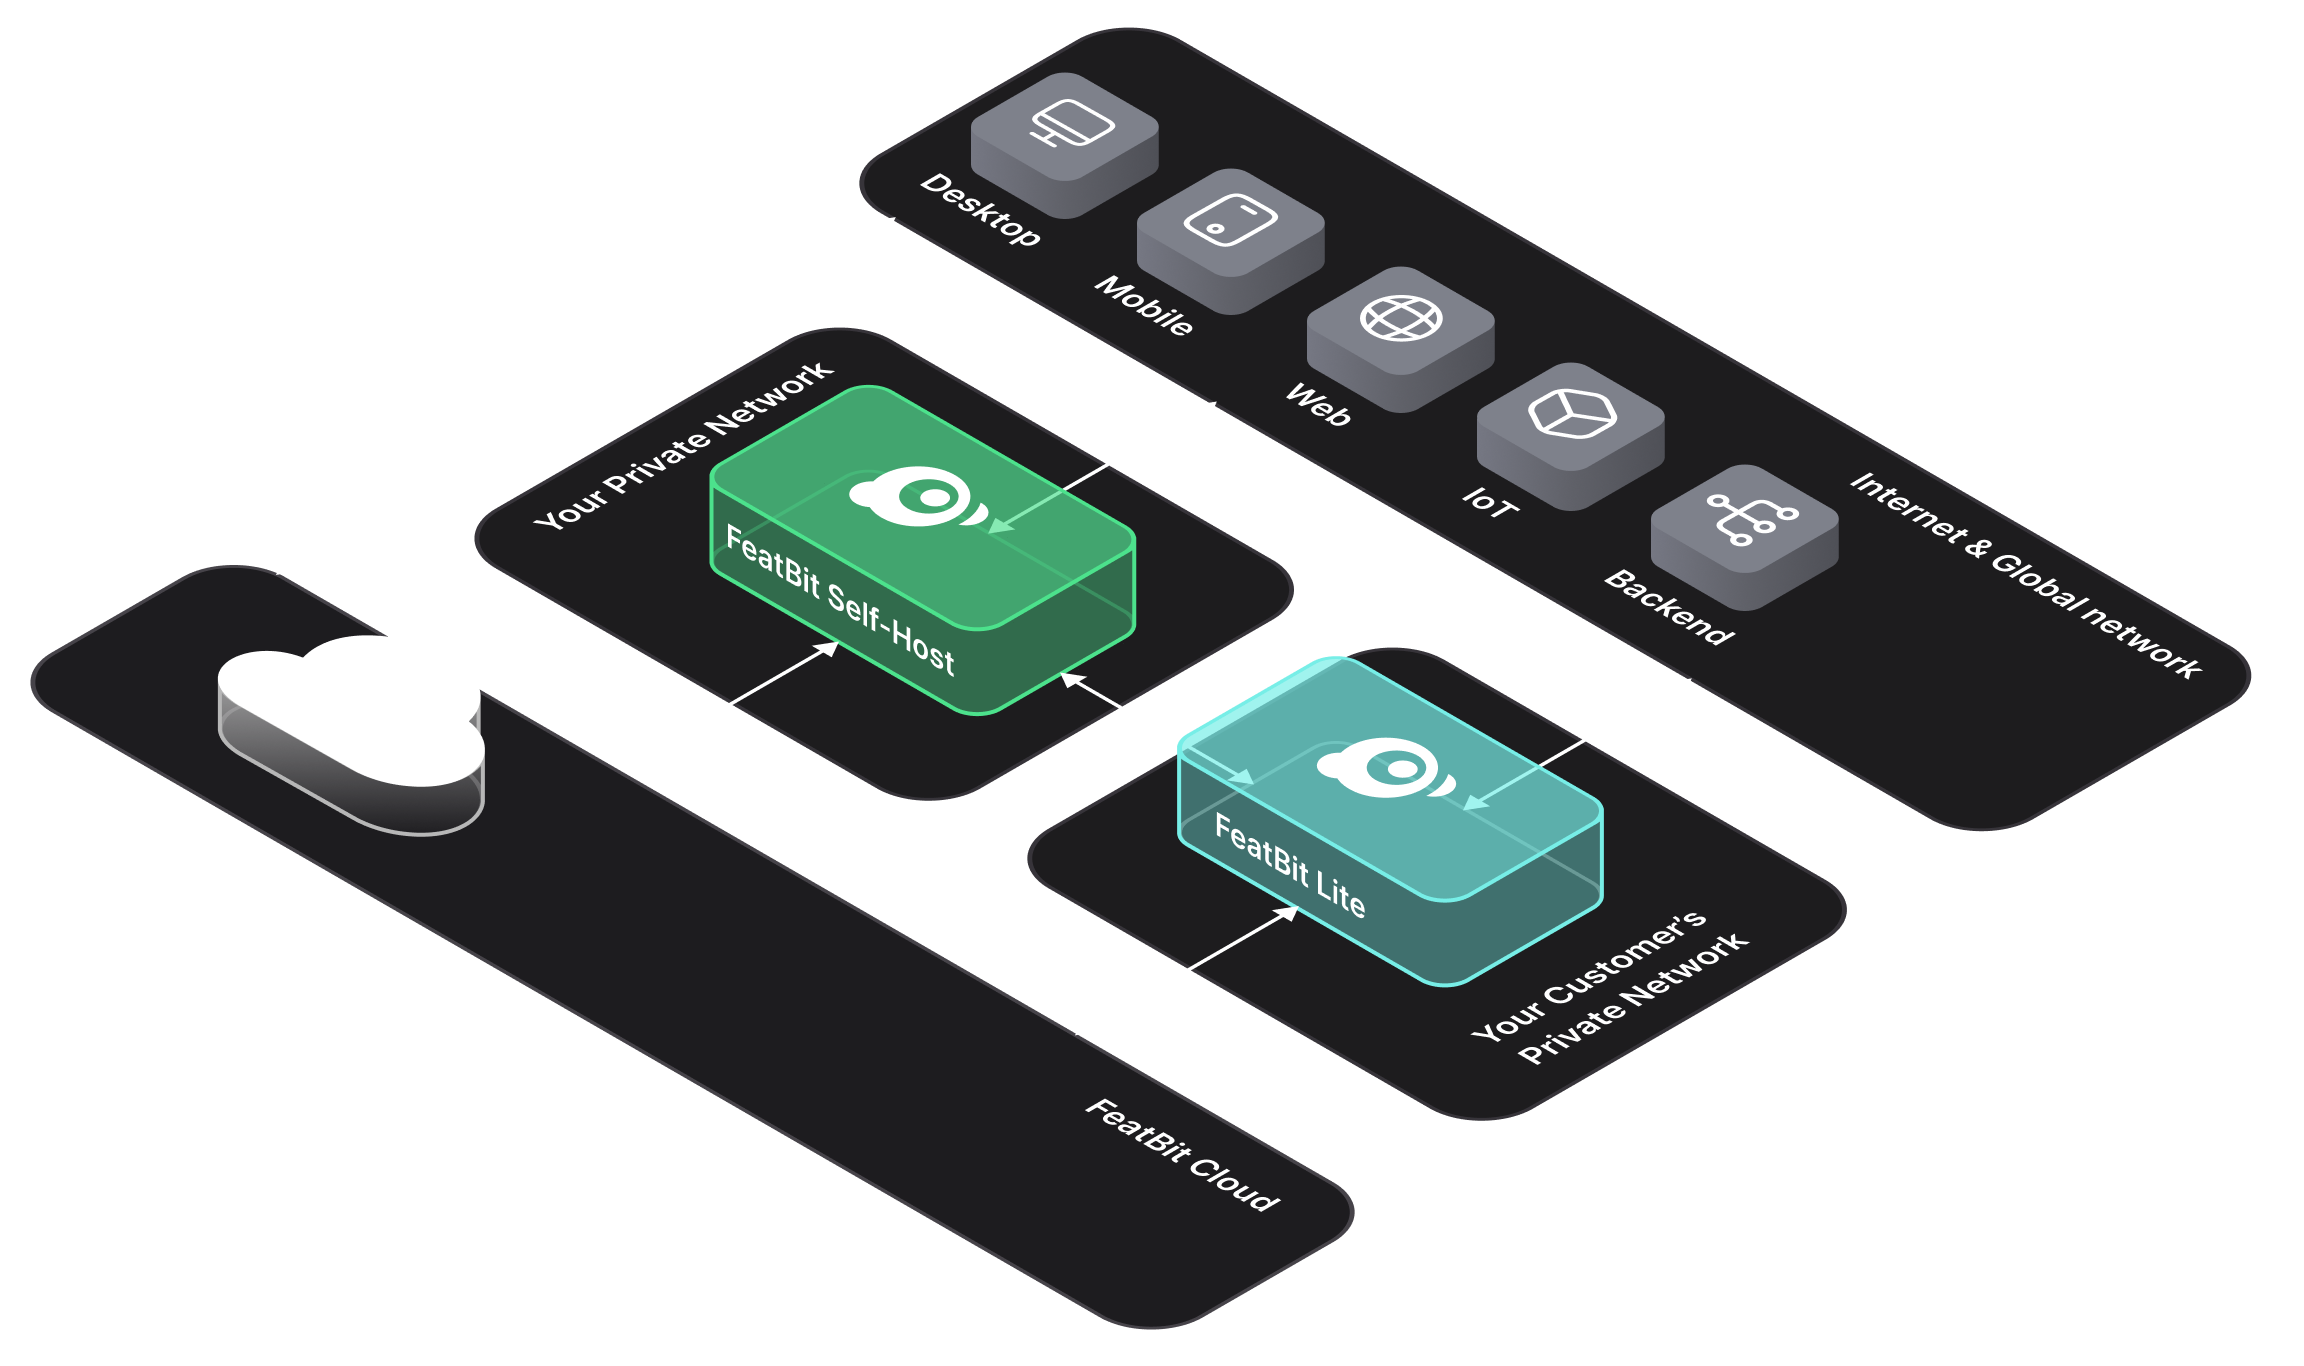 Desktop
Mobile
Web
IoT
Backend
Internet & Global network
Your Private Network
FeatBit Self-Host
FeatBit Lite
Your Customer's
Private Network
FeatBit Cloud